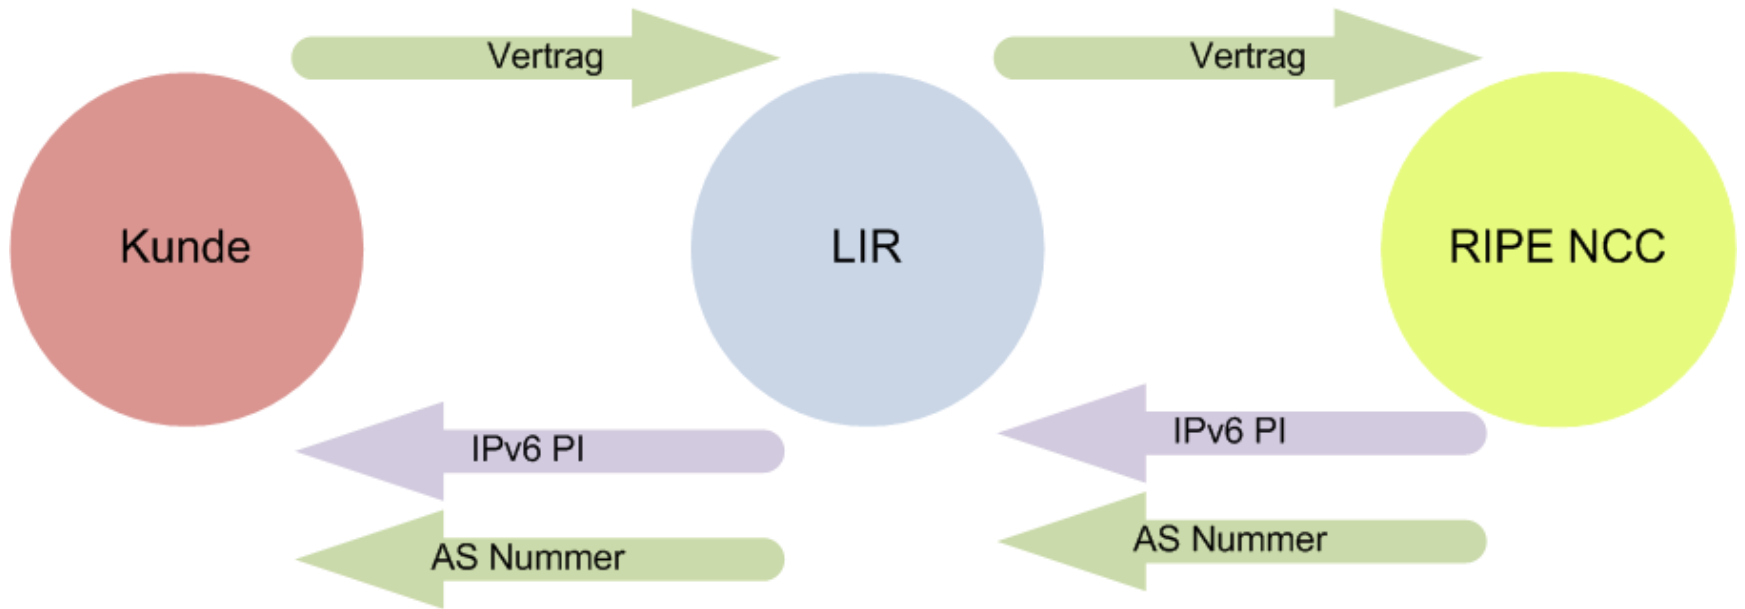 Vertrag
Vertrag
Kunde
LIR
RIPE NCC
IPv6 PI
IPv6 PI
AS Nummer
AS Nummer